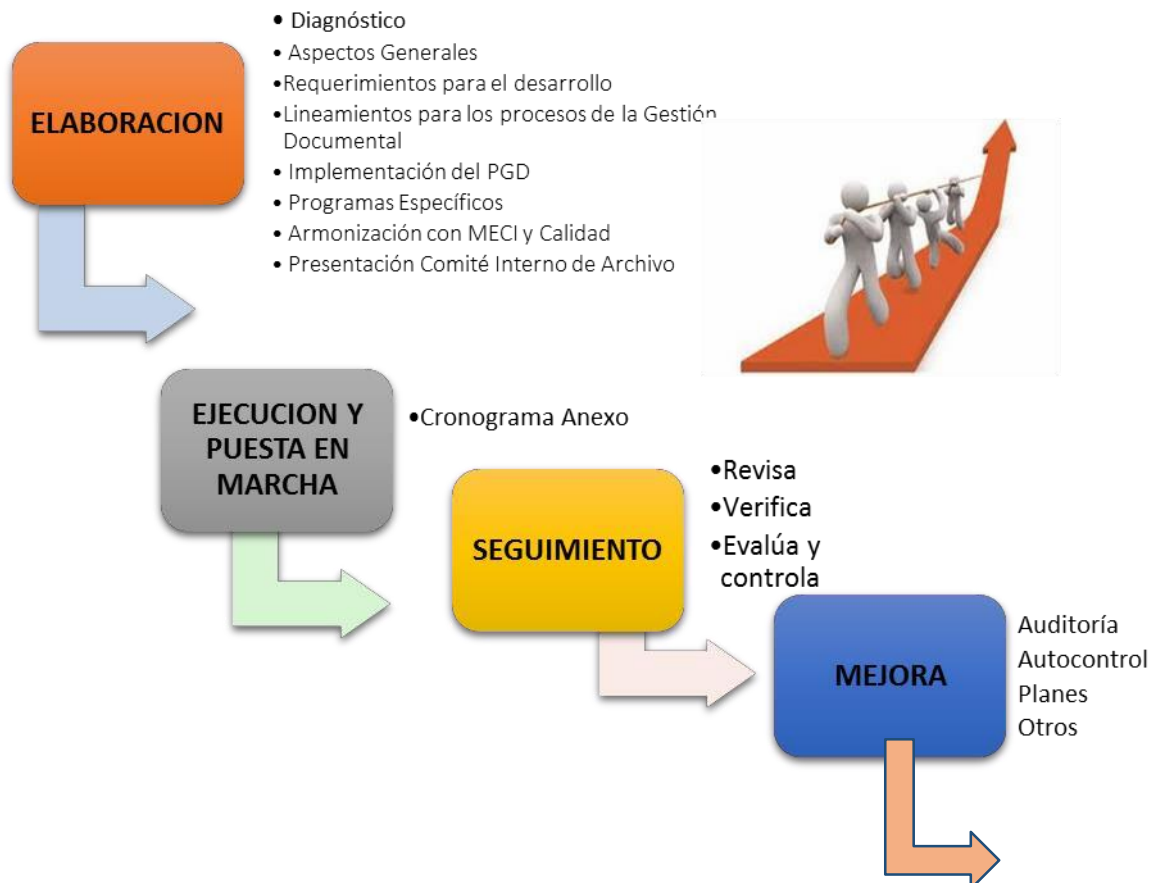 • Diagnóstico
• Aspectos Generales
•Requerimientos para el desarrollo
•Lineamientos para los procesos de la Gestión
Documental
• Implementación del PGD
• Programas Específicos
• Armonización con MECI y Calidad
• Presentación Comité Interno de Archivo
ELABORACION
EJECUCION Y
PUESTA EN
MARCHA
•Cronograma Anexo
SEGUIMIENTO
•Revisa
•Verifica
•Evalúa y
controla
MEJORA
Auditoría
Autocontrol
Planes
Otros